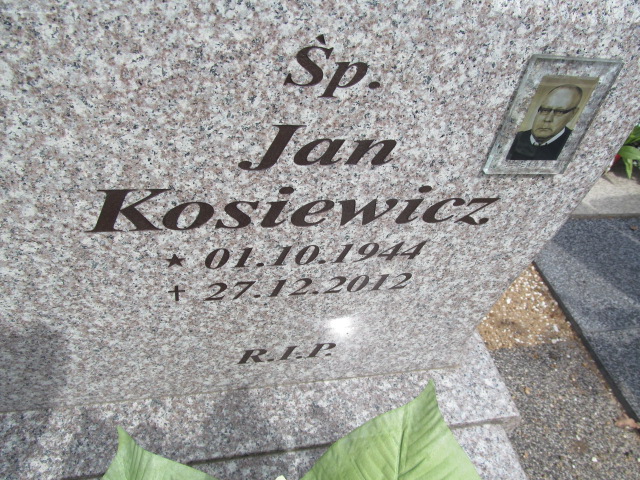 Śp.
Jan
Kosiewicz
★ 01.10.1944
✝ 27.12.2012
R.I.P.